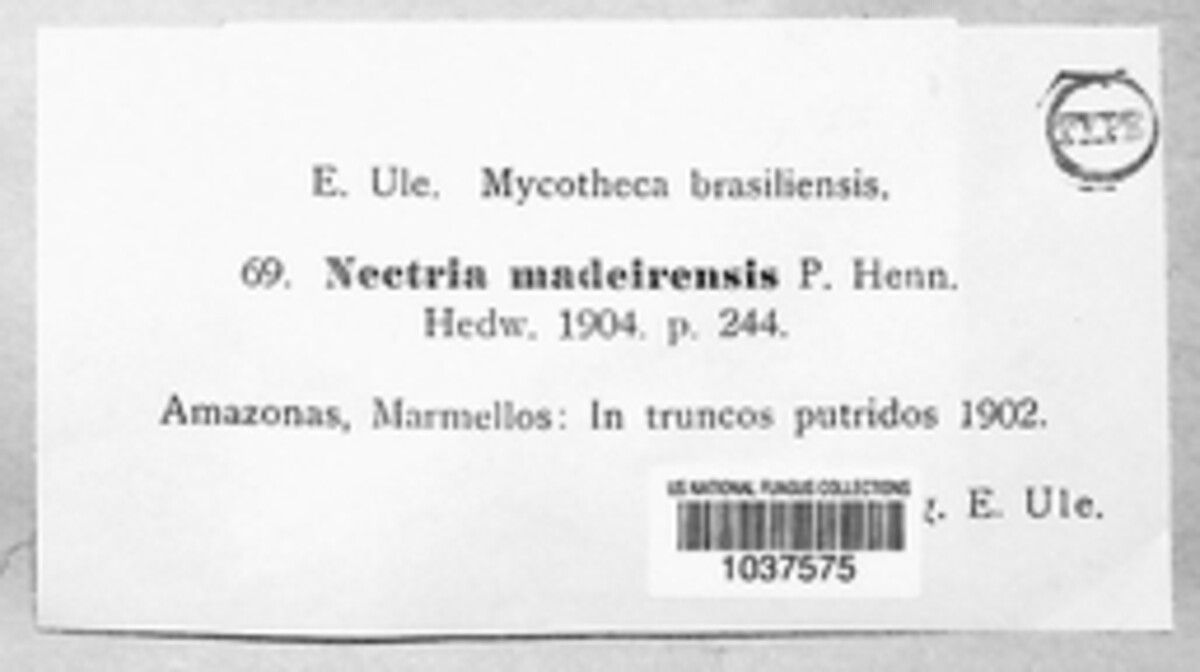 TYPE
E. Ule. Mycotheca brasiliensis.
69. Nectria madeirensis P. Henn.
Hedw. 1904. p. 244.
Amazonas, Marmellos: In truncos putridos 1902.
US NATIONAL FUNGUS COLLECTIONS
g. E. Ule.
1037575